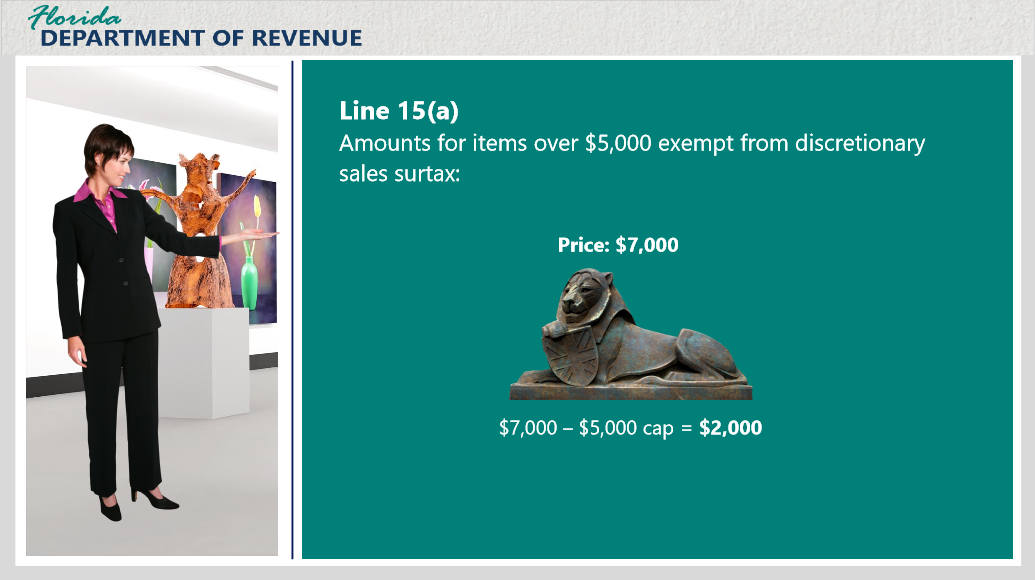 Florida
DEPARTMENT OF REVENUE
Line 15(a)
Amounts for items over $5,000 exempt from discretionary
sales surtax:
Price: $7,000
$7,000 – $5,000 cap = $2,000